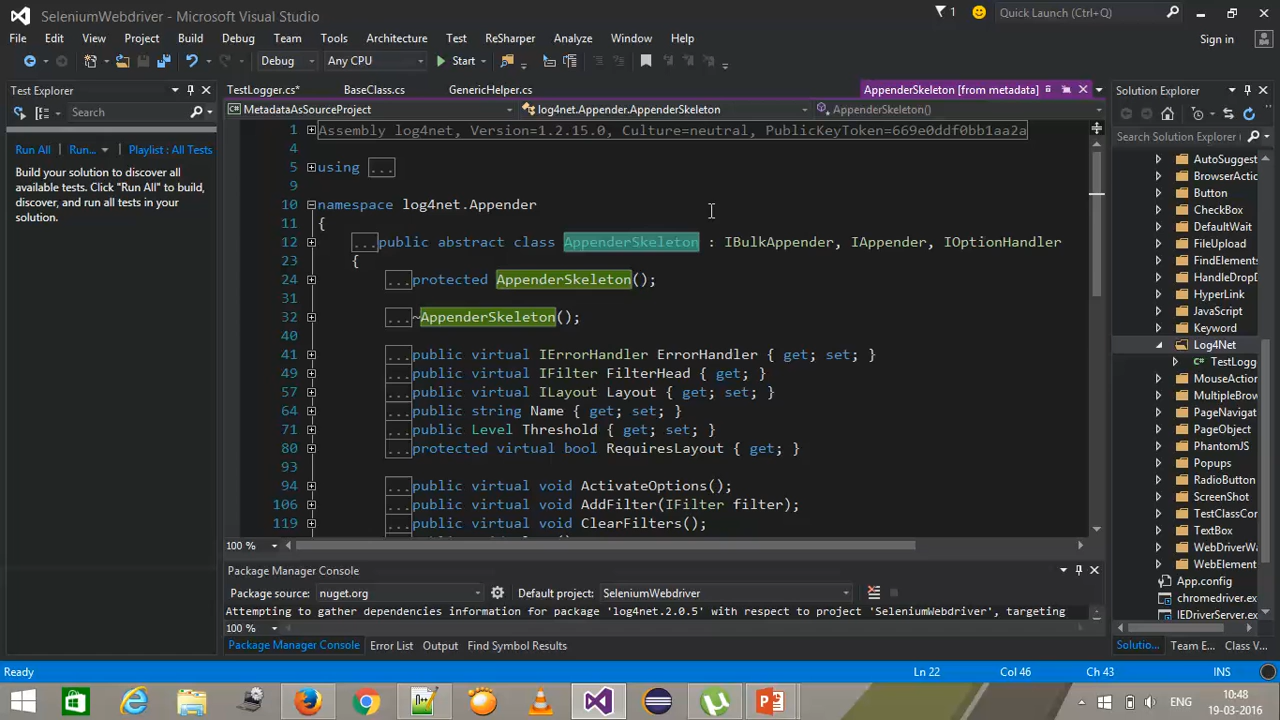 SeleniumWebdriver - Microsoft Visual Studio
1
Quick Launch (Ctrl+Q)
File Edit View Project Build Debug Team Tools Architecture Test ReSharper Analyze Window Help
Sign in
Debug Any CPU Start
Test Explorer
TestLogger.cs* BaseClass.cs GenericHelper.cs AppenderSkeleton [from metadata]
Solution Explorer
Search
MetadataAsSourceProject log4net.Appender.AppenderSkeleton AppenderSkeleton()
Search Solution Explorer
Run All Run... Playlist: All Tests
Build your solution to discover all
available tests. Click "Run All" to build,
discover, and run all tests in your
solution.
1 Assembly log4net, Version=1.2.15.0, Culture=neutral, PublicKeyToken=669e0ddf0bb1aa2a
4
5 using ...
9
10 namespace log4net.Appender
11 {
12 ...public abstract class AppenderSkeleton : IBulkAppender, IAppender, IOptionHandler
23 {
24 ...protected AppenderSkeleton();
31
32 ...~AppenderSkeleton();
40
41 ...public virtual IErrorHandler ErrorHandler { get; set; }
49 ...public virtual IFilter FilterHead { get; }
57 ...public virtual ILayout Layout { get; set; }
64 ...public string Name { get; set; }
71 ...public Level Threshold { get; set; }
80 ...protected virtual bool RequiresLayout { get; }
93
94 ...public virtual void ActivateOptions();
106 ...public virtual void AddFilter(IFilter filter);
119 ...public virtual void ClearFilters();
AutoSuggest
BrowserAction
Button
CheckBox
DefaultWait
FileUpload
FindElements
HandleDropD
HyperLink
JavaScript
Keyword
Log4Net
TestLogg
MouseAction
MultipleBrow
PageNavigat
PageObject
PhantomJS
Popups
RadioButton
ScreenShot
TestClassCor
TextBox
WebDriverWa
WebElement
App.config
chromedriver.ex
IEDriverServer.ex
100 %
Package Manager Console
Package source: nuget.org Default project: SeleniumWebdriver
Attempting to gather dependencies information for package 'log4net.2.0.5' with respect to project 'SeleniumWebdriver', targeting
100 %
Package Manager Console Error List Output Find Symbol Results
Solutio... Team E... Class V...
Ready Ln 22 Col 46 Ch 43 INS
ENG
10:48
19-03-2016